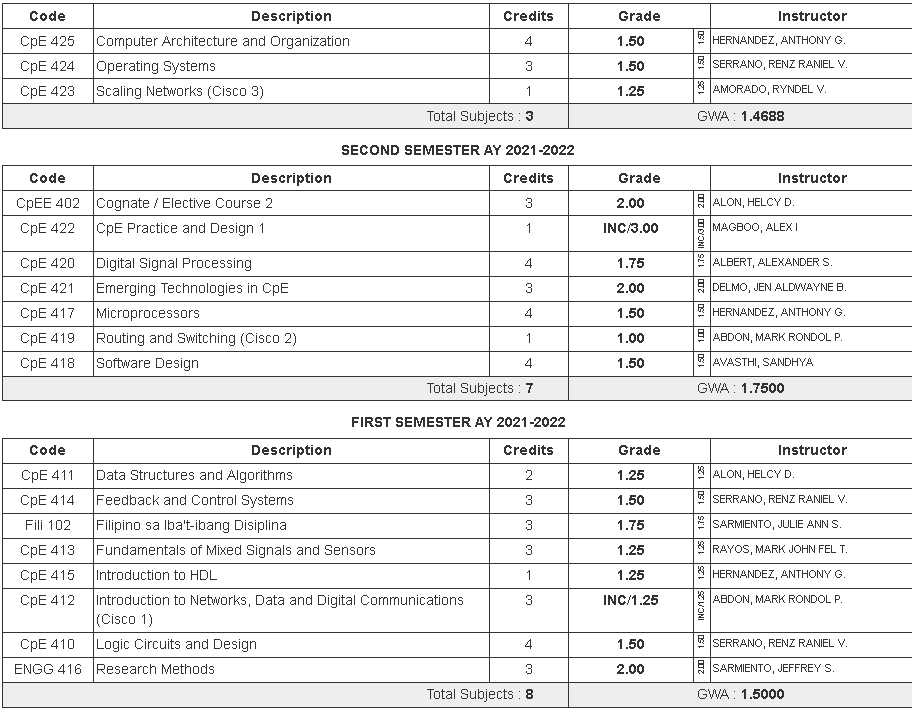 Code Description Credits Grade Instructor
CpE 425 Computer Architecture and Organization 4 1.50 1.50 HERNANDEZ, ANTHONY G.
CpE 424 Operating Systems 3 1.50 1.50 SERRANO, RENZ RANIEL V.
CpE 423 Scaling Networks (Cisco 3) 1 1.25 1.25 AMORADO, RYNDEL V.
Total Subjects : 3 GWA : 1.4688
SECOND SEMESTER AY 2021-2022
Code Description Credits Grade Instructor
CpEE 402 Cognate / Elective Course 2 3 2.00 2.00 ALON, HELCY D.
CpE 422 CpE Practice and Design 1 1 INC/3.00 INC/3.00 MAGBOO, ALEX I
CpE 420 Digital Signal Processing 4 1.75 1.75 ALBERT, ALEXANDER S.
CpE 421 Emerging Technologies in CpE 3 2.00 2.00 DELMO, JEN ALDWAYNE B.
CpE 417 Microprocessors 4 1.50 1.50 HERNANDEZ, ANTHONY G.
CpE 419 Routing and Switching (Cisco 2) 1 1.00 1.00 ABDON, MARK RONDOL P.
CpE 418 Software Design 4 1.50 1.50 AVASTHI, SANDHYA
Total Subjects : 7 GWA : 1.7500
FIRST SEMESTER AY 2021-2022
Code Description Credits Grade Instructor
CpE 411 Data Structures and Algorithms 2 1.25 1.25 ALON, HELCY D.
CpE 414 Feedback and Control Systems 3 1.50 1.50 SERRANO, RENZ RANIEL V.
Fili 102 Filipino sa Iba't-ibang Disiplina 3 1.75 1.75 SARMIENTO, JULIE ANN S.
CpE 413 Fundamentals of Mixed Signals and Sensors 3 1.25 1.25 RAYOS, MARK JOHN FEL T.
CpE 415 Introduction to HDL 1 1.25 1.25 HERNANDEZ, ANTHONY G.
CpE 412 Introduction to Networks, Data and Digital Communications 3 INC/1.25 INC/1.25 ABDON, MARK RONDOL P.
(Cisco 1)
CpE 410 Logic Circuits and Design 4 1.50 1.50 SERRANO, RENZ RANIEL V.
ENGG 416 Research Methods 3 2.00 2.00 SARMIENTO, JEFFREY S.
Total Subjects : 8 GWA : 1.5000